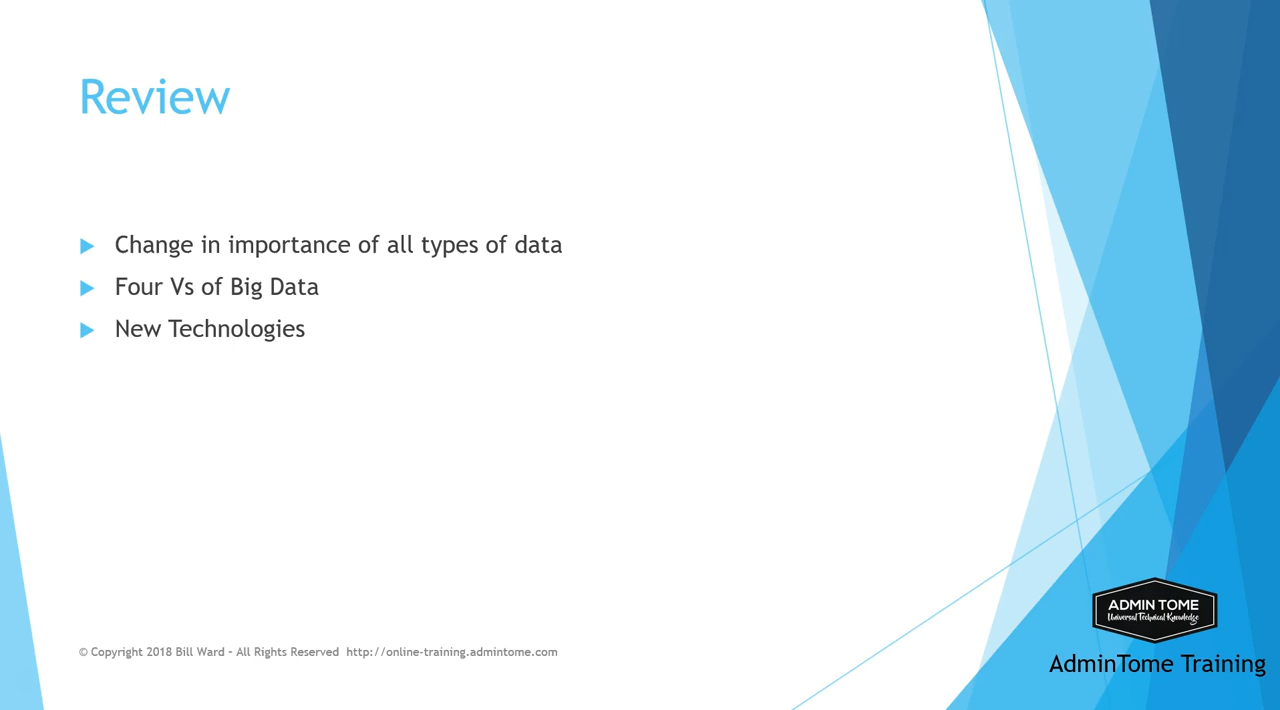 Review
Change in importance of all types of data
Four Vs of Big Data
New Technologies
© Copyright 2018 Bill Ward – All Rights Reserved http://online-training.admintome.com
ADMIN TOME
Universal Technical Knowledge
AdminTome Training